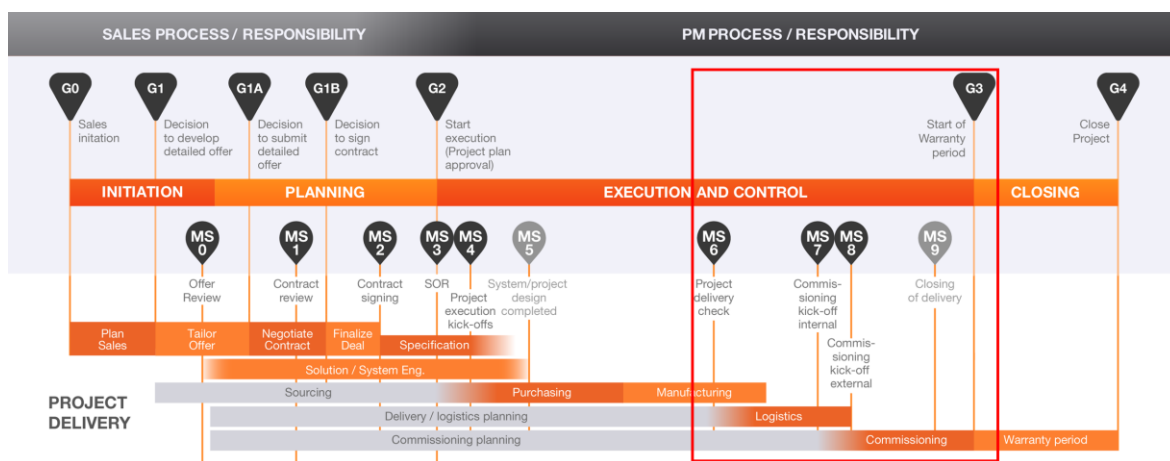 SALES PROCESS / RESPONSIBILITY
PM PROCESS / RESPONSIBILITY
G0
G1
G1A
G1B
G2
G3
G4
Sales
initation
Decision
to develop
detailed offer
Decision
to submit
detailed
offer
Decision
to sign
contract
Start
execution
(Project plan
approval)
Start of
Warranty
period
Close
Project
INITIATION
PLANNING
EXECUTION AND CONTROL
CLOSING
MS
0
MS
1
MS
2
MS
3
MS
4
MS
5
MS
6
MS
7
MS
8
MS
9
Offer
Review
Contract
review
Contract
signing
SOR
Project
execution
kick-offs
System/project
design
completed
Project
delivery
check
Commis-
sioning
kick-off
internal
Commis-
sioning
kick-off
external
Closing
of delivery
Plan
Sales
Tailor
Offer
Negotiate
Contract
Finalize
Deal
Specification
Solution / System Eng.
PROJECT
DELIVERY
Sourcing
Purchasing
Manufacturing
Delivery / logistics planning
Logistics
Commissioning planning
Commissioning
Warranty period